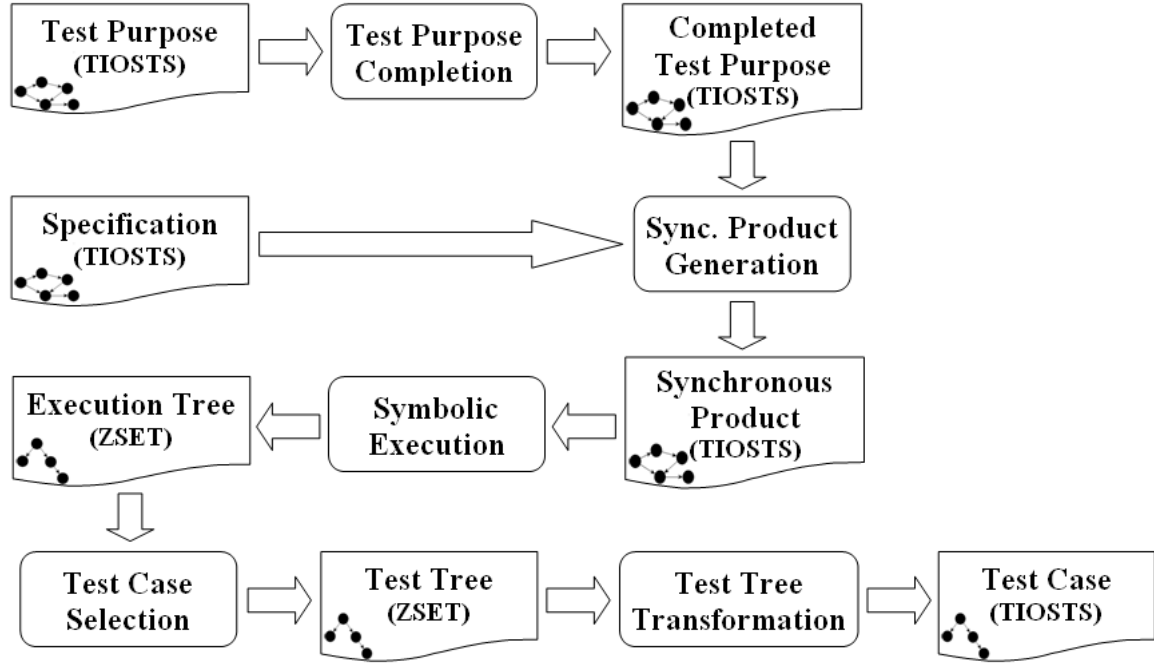 Test Purpose
(TIOSTS)
Test Purpose
Completion
Completed
Test Purpose
(TIOSTS)
Specification
(TIOSTS)
Sync. Product
Generation
Execution Tree
(ZSET)
Symbolic
Execution
Synchronous
Product
(TIOSTS)
Test Case
Selection
Test Tree
(ZSET)
Test Tree
Transformation
Test Case
(TIOSTS)